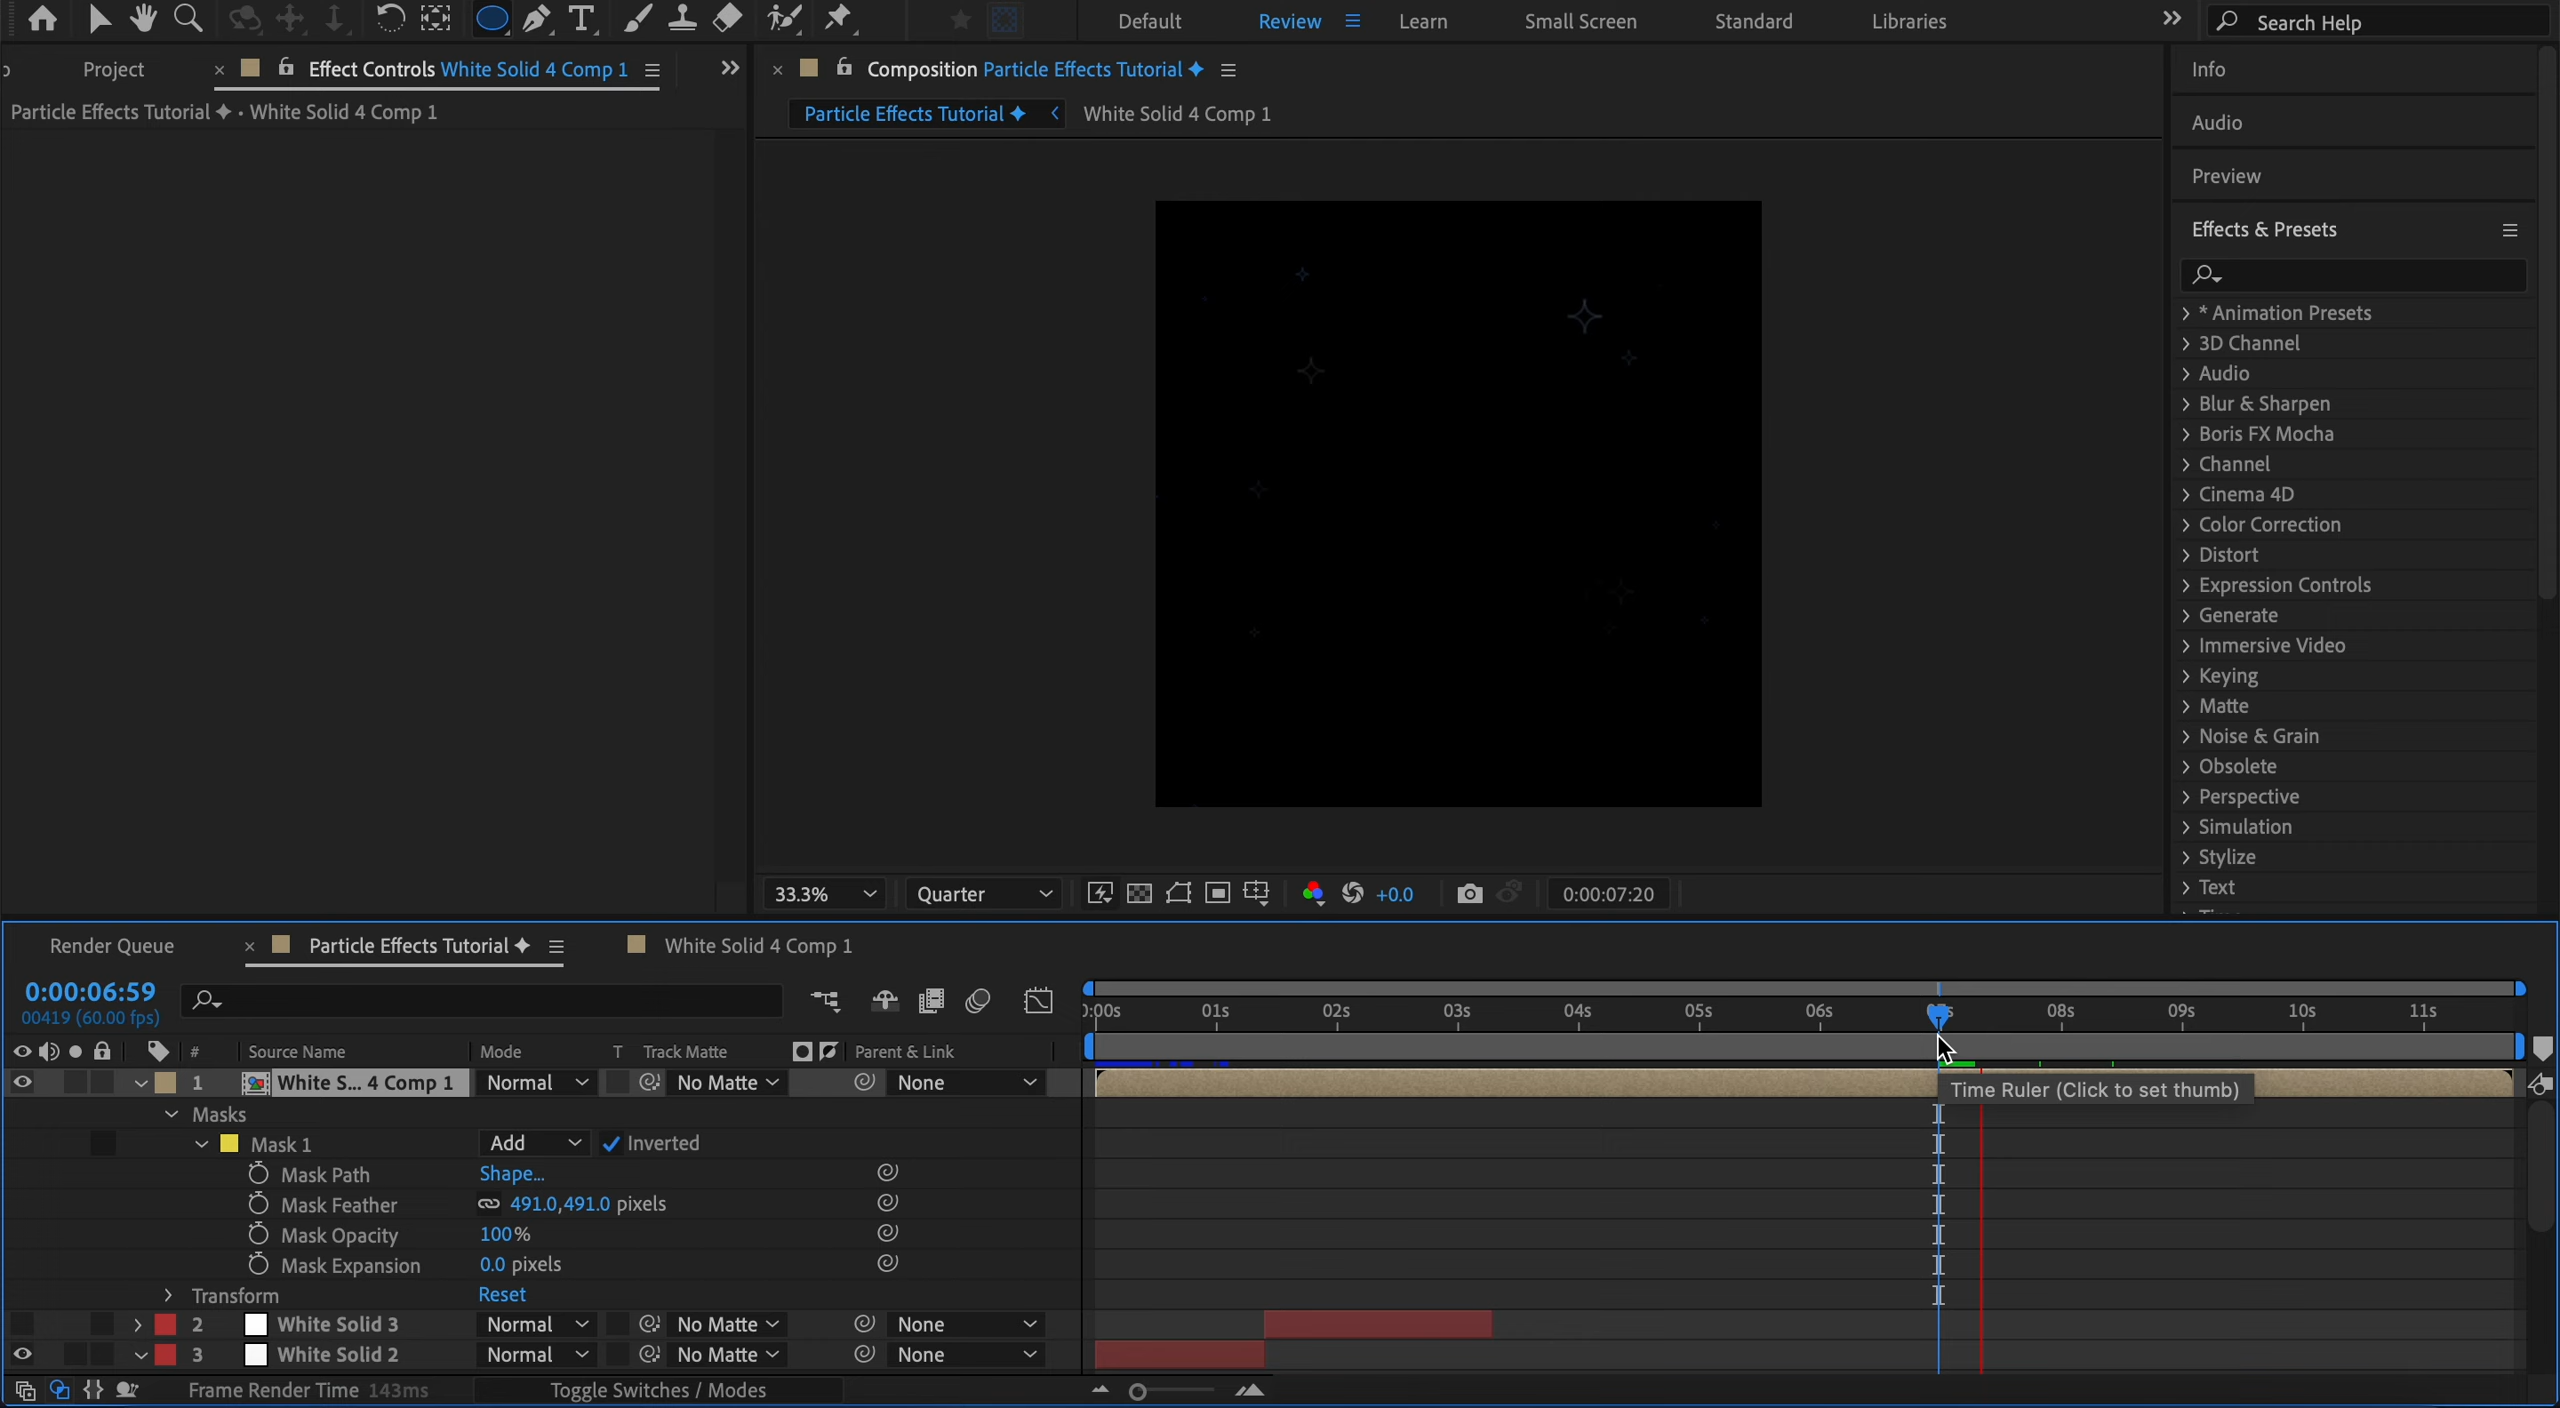 Default Review Learn Small Screen Standard Libraries Search Help
Project Effect Controls White Solid 4 Comp 1
Particle Effects Tutorial ✦ • White Solid 4 Comp 1
Composition Particle Effects Tutorial ✦
Particle Effects Tutorial ✦ White Solid 4 Comp 1
Info
Audio
Preview
Effects & Presets
* Animation Presets
3D Channel
Audio
Blur & Sharpen
Boris FX Mocha
Channel
Cinema 4D
Color Correction
Distort
Expression Controls
Generate
Immersive Video
Keying
Matte
Noise & Grain
Obsolete
Perspective
Simulation
Stylize
Text
33.3% Quarter +0.0 0:00:07:20
Render Queue Particle Effects Tutorial ✦ White Solid 4 Comp 1
0:00:06:59
00419 (60.00 fps)
:00s 01s 02s 03s 04s 05s 06s 08s 09s 10s 11s
# Source Name Mode T Track Matte Parent & Link
1 White S... 4 Comp 1 Normal No Matte None
Time Ruler (Click to set thumb)
Masks
Mask 1 Add Inverted
Mask Path Shape...
Mask Feather 491.0,491.0 pixels
Mask Opacity 100%
Mask Expansion 0.0 pixels
Transform Reset
2 White Solid 3 Normal No Matte None
3 White Solid 2 Normal No Matte None
Frame Render Time 143ms Toggle Switches / Modes